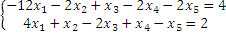 −12x₁ − 2x₂ + x₃ − 2x₄ − 2x₅ = 4
4x₁ + x₂ − 2x₃ + x₄ − x₅ = 2